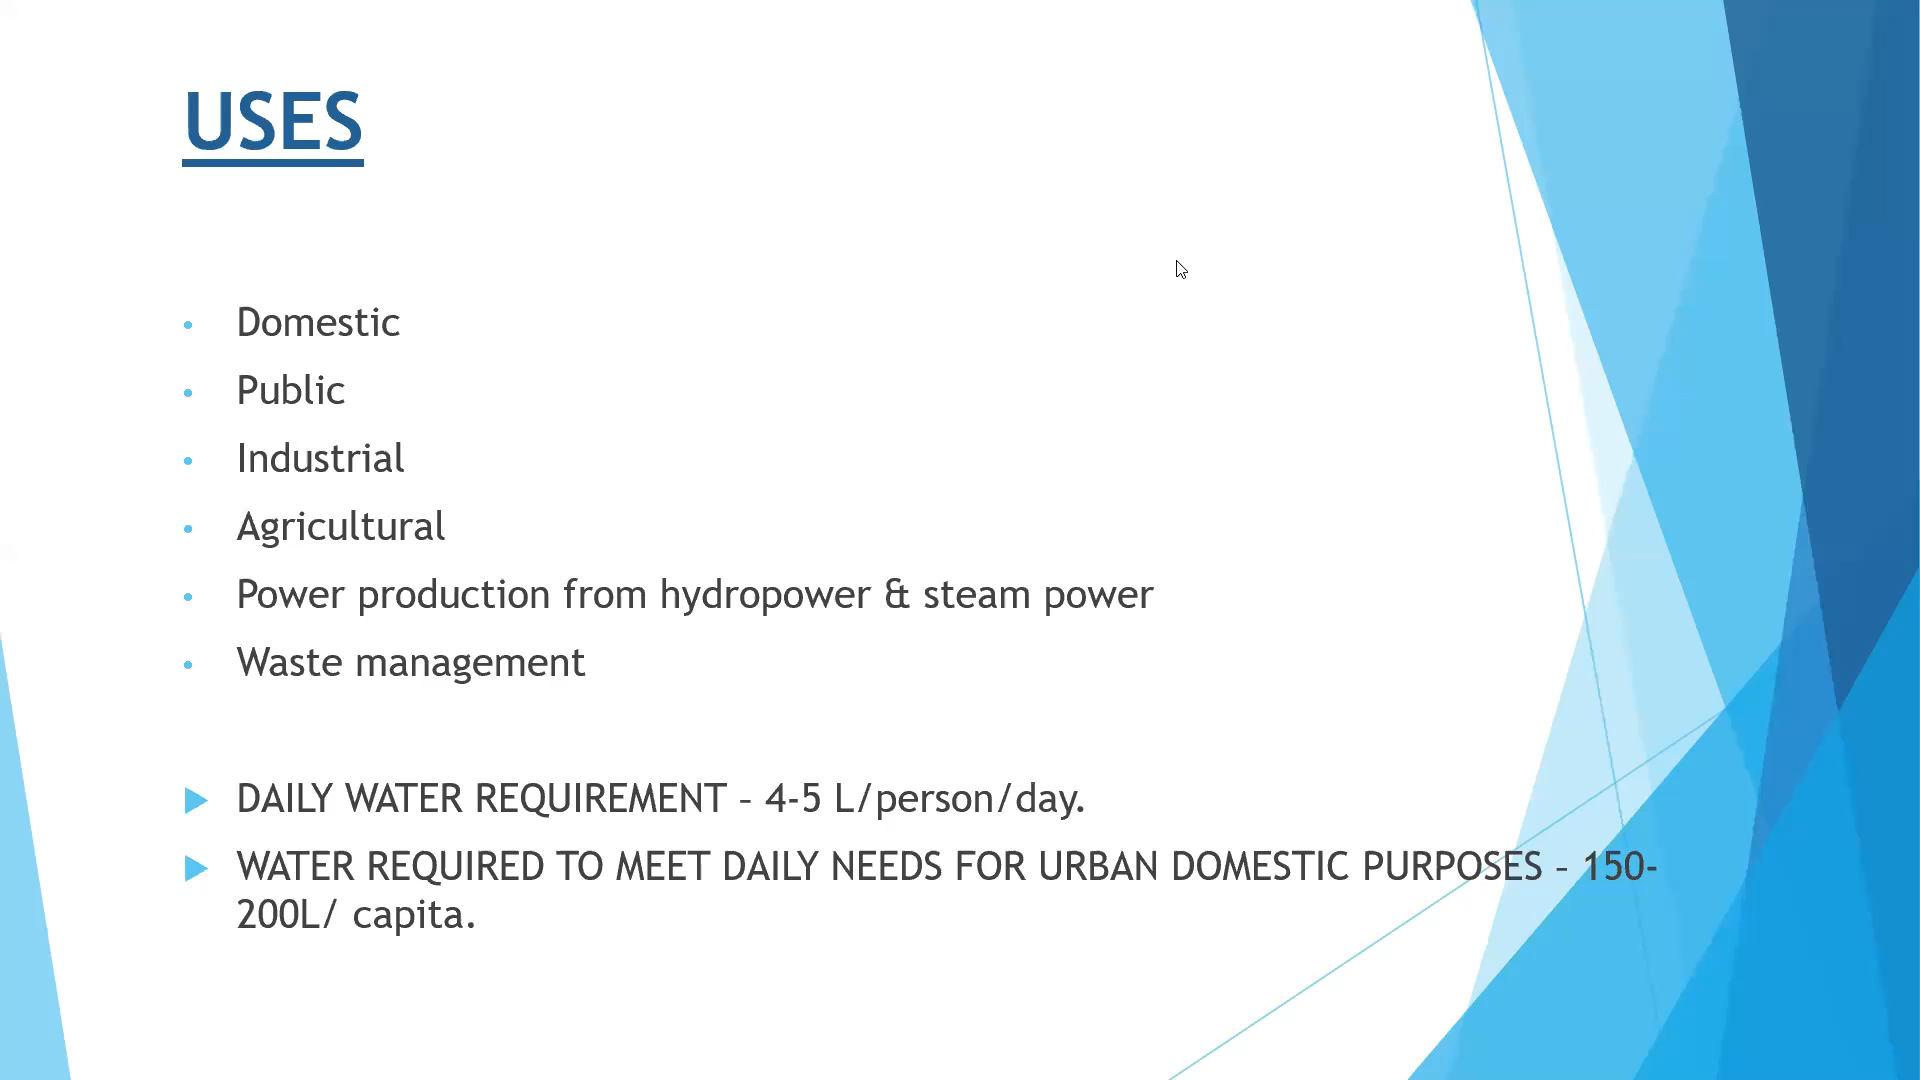 USES
• Domestic
• Public
• Industrial
• Agricultural
• Power production from hydropower & steam power
• Waste management
▶ DAILY WATER REQUIREMENT – 4-5 L/person/day.
▶ WATER REQUIRED TO MEET DAILY NEEDS FOR URBAN DOMESTIC PURPOSES – 150-
200L/ capita.